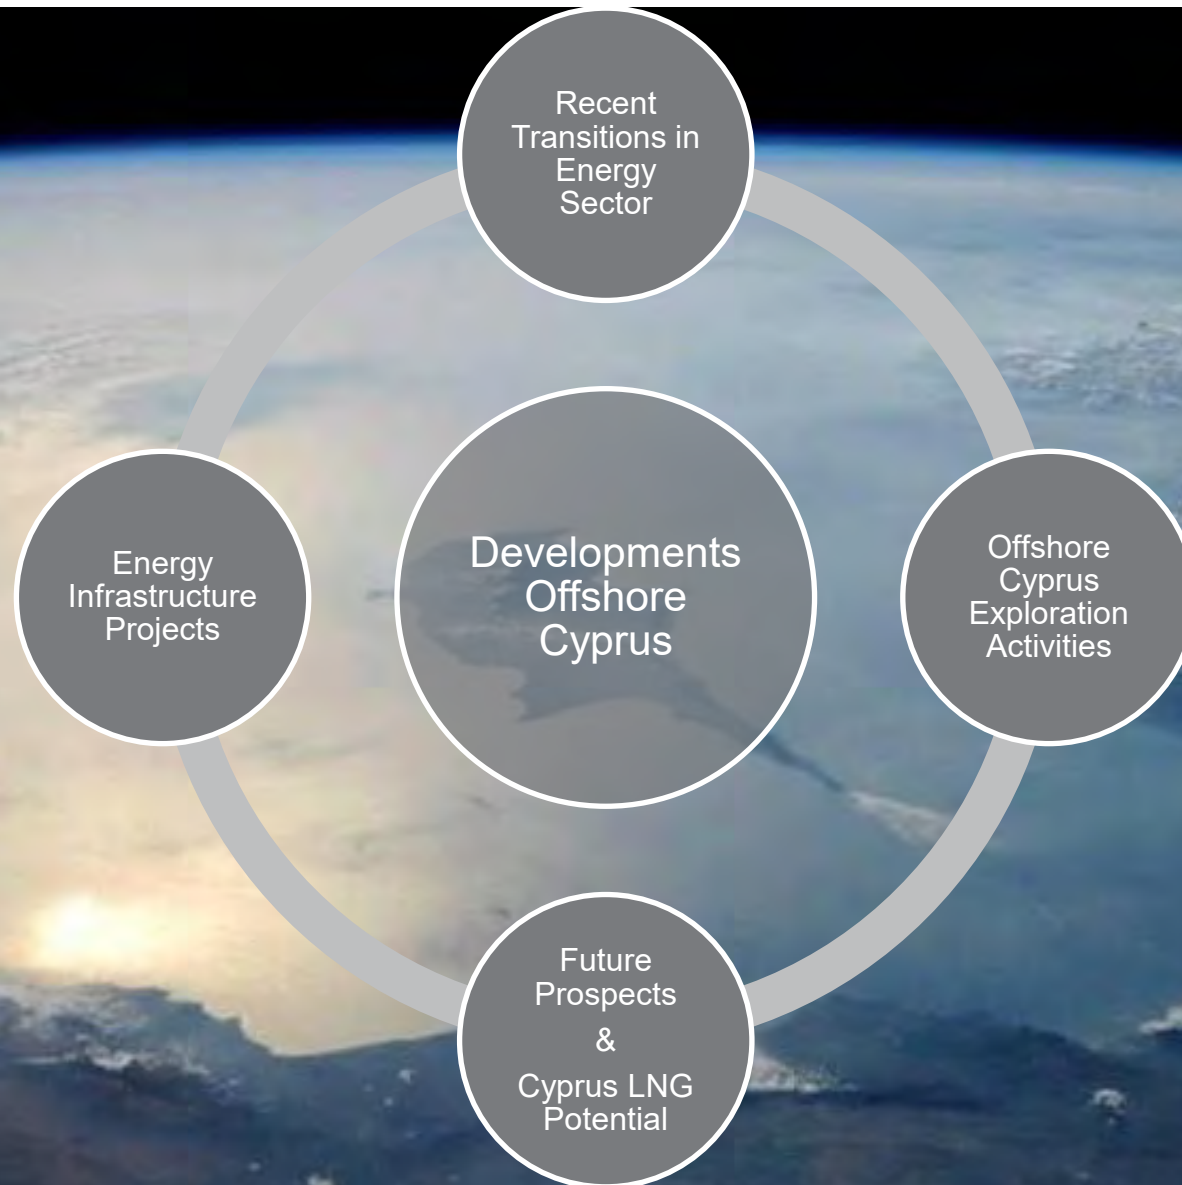 Recent
Transitions in
Energy
Sector
Energy
Infrastructure
Projects
Developments
Offshore
Cyprus
Offshore
Cyprus
Exploration
Activities
Future
Prospects
&
Cyprus LNG
Potential